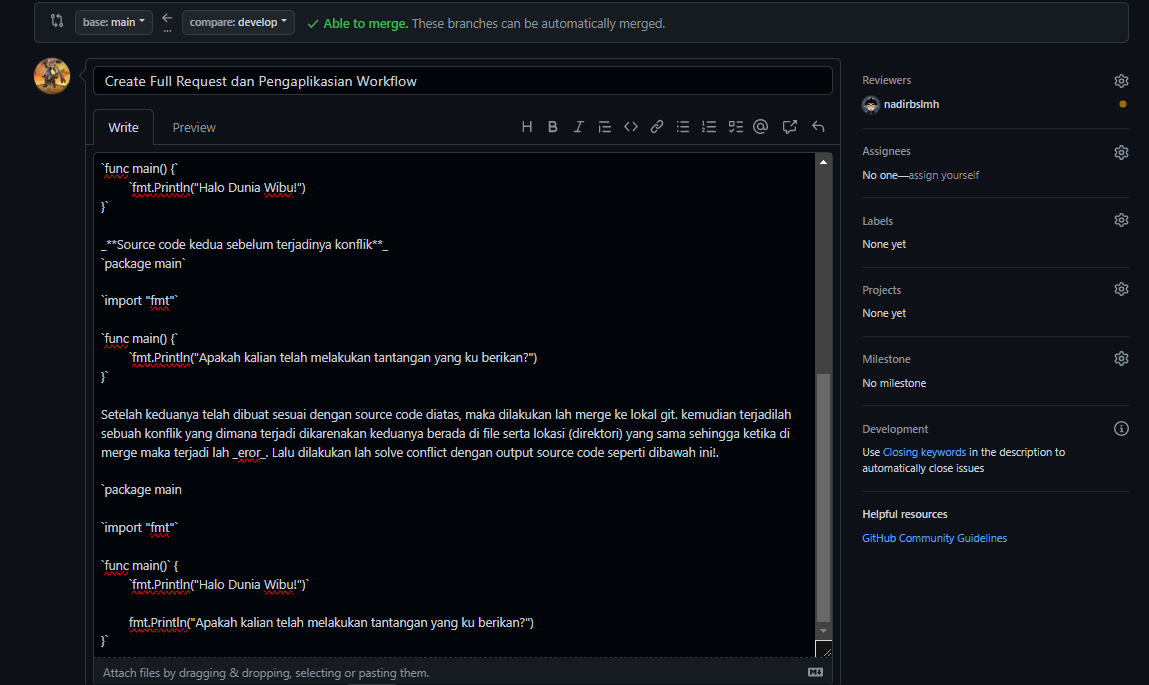 base: main
compare: develop
Able to merge. These branches can be automatically merged.
Create Full Request dan Pengaplikasian Workflow
Write
Preview
`func main() {`
`fmt.Println("Halo Dunia Wibu!")
}`
_**Source code kedua sebelum terjadinya konflik**_
`package main`
`import "fmt"`
`func main() {`
`fmt.Println("Apakah kalian telah melakukan tantangan yang ku berikan?")
}`
Setelah keduanya telah dibuat sesuai dengan source code diatas, maka dilakukan lah merge ke lokal git. kemudian terjadilah
sebuah konflik yang dimana terjadi dikarenakan keduanya berada di file serta lokasi (direktori) yang sama sehingga ketika di
merge maka terjadi lah _eror_. Lalu dilakukan lah solve conflict dengan output source code seperti dibawah ini!.
`package main
`import "fmt"`
`func main()` {
`fmt.Println("Halo Dunia Wibu!")`
fmt.Println("Apakah kalian telah melakukan tantangan yang ku berikan?")
}`
Attach files by dragging & dropping, selecting or pasting them.
Reviewers
nadirbslmh
Assignees
No one—assign yourself
Labels
None yet
Projects
None yet
Milestone
No milestone
Development
Use Closing keywords in the description to
automatically close issues
Helpful resources
GitHub Community Guidelines